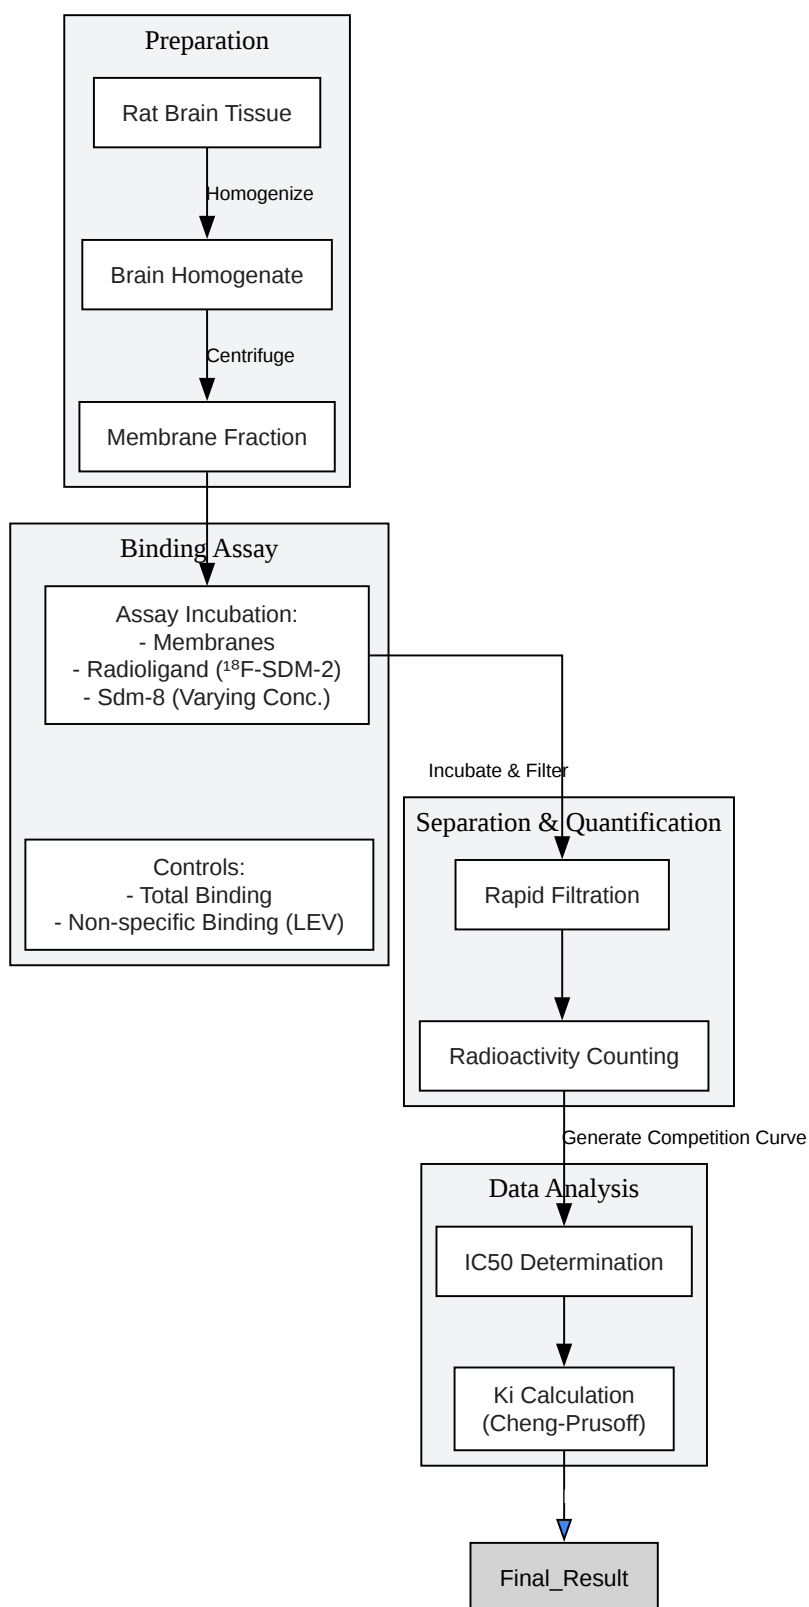 Preparation
Rat Brain Tissue
Homogenize
Brain Homogenate
Centrifuge
Membrane Fraction
Binding Assay
Assay Incubation:
- Membranes
- Radioligand (¹⁸F-SDM-2)
- Sdm-8 (Varying Conc.)
Incubate & Filter
Controls:
- Total Binding
- Non-specific Binding (LEV)
Separation & Quantification
Rapid Filtration
Radioactivity Counting
Generate Competition Curve
Data Analysis
IC50 Determination
Ki Calculation
(Cheng-Prusoff)
Final_Result